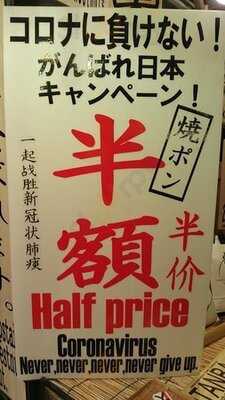 コロナに負けない！
がんばれ日本
キャンペーン！
焼ポン
半額
半价
一起战胜新冠状肺痰
Half price
Coronavirus
Never,never,never,never give up.